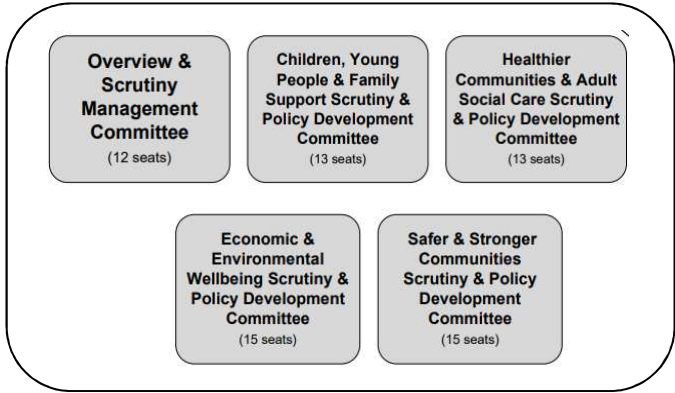 Overview &
Scrutiny
Management
Committee
(12 seats)
Children, Young
People & Family
Support Scrutiny &
Policy Development
Committee
(13 seats)
Healthier
Communities & Adult
Social Care Scrutiny
& Policy Development
Committee
(13 seats)
Economic &
Environmental
Wellbeing Scrutiny &
Policy Development
Committee
(15 seats)
Safer & Stronger
Communities
Scrutiny & Policy
Development
Committee
(15 seats)